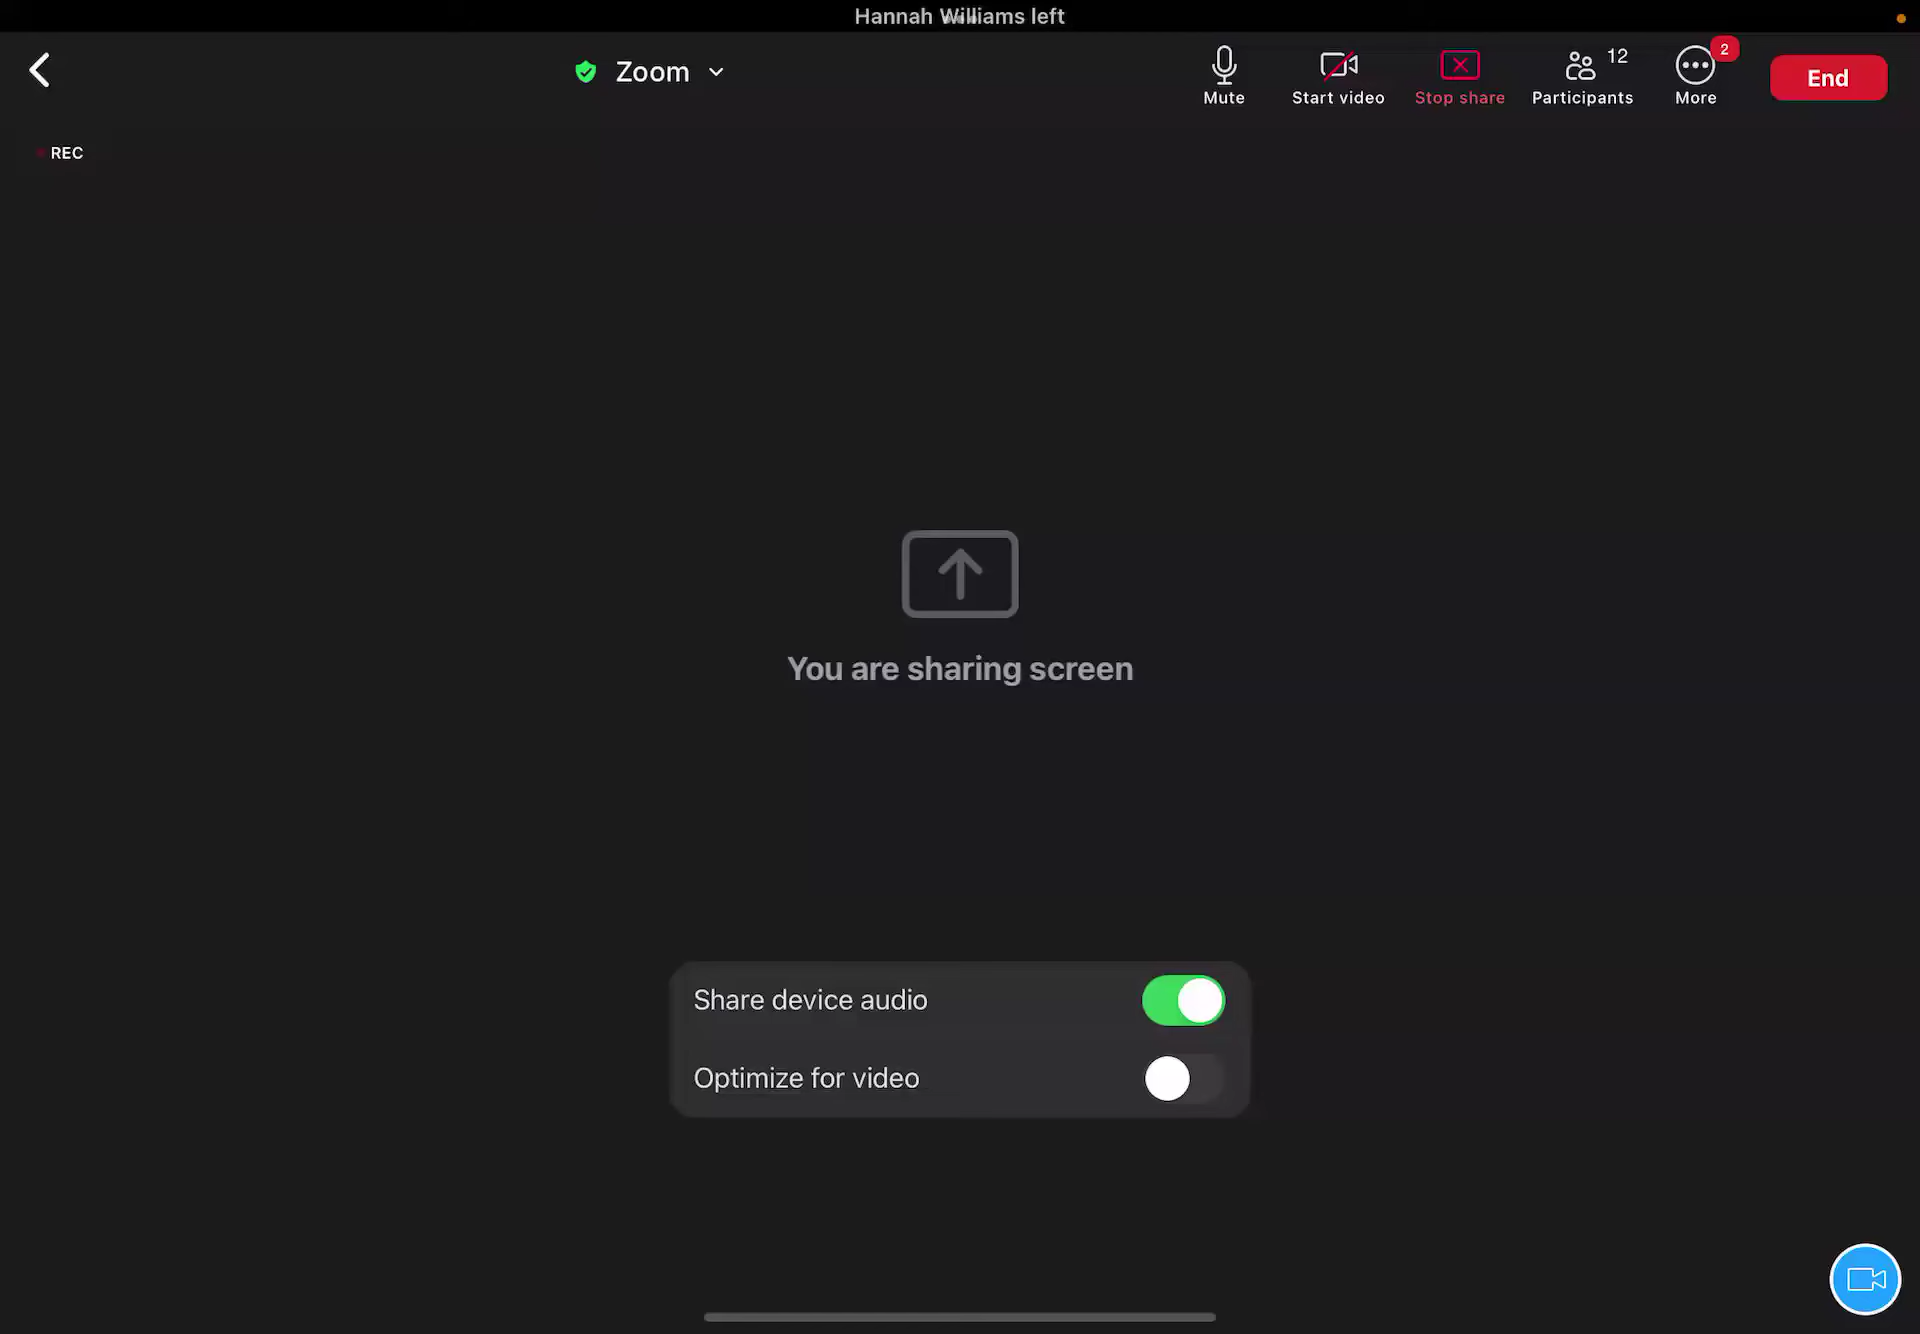 Hannah Williams left
Zoom
Mute
Start video
Stop share
12
Participants
2
More
End
REC
You are sharing screen
Share device audio
Optimize for video